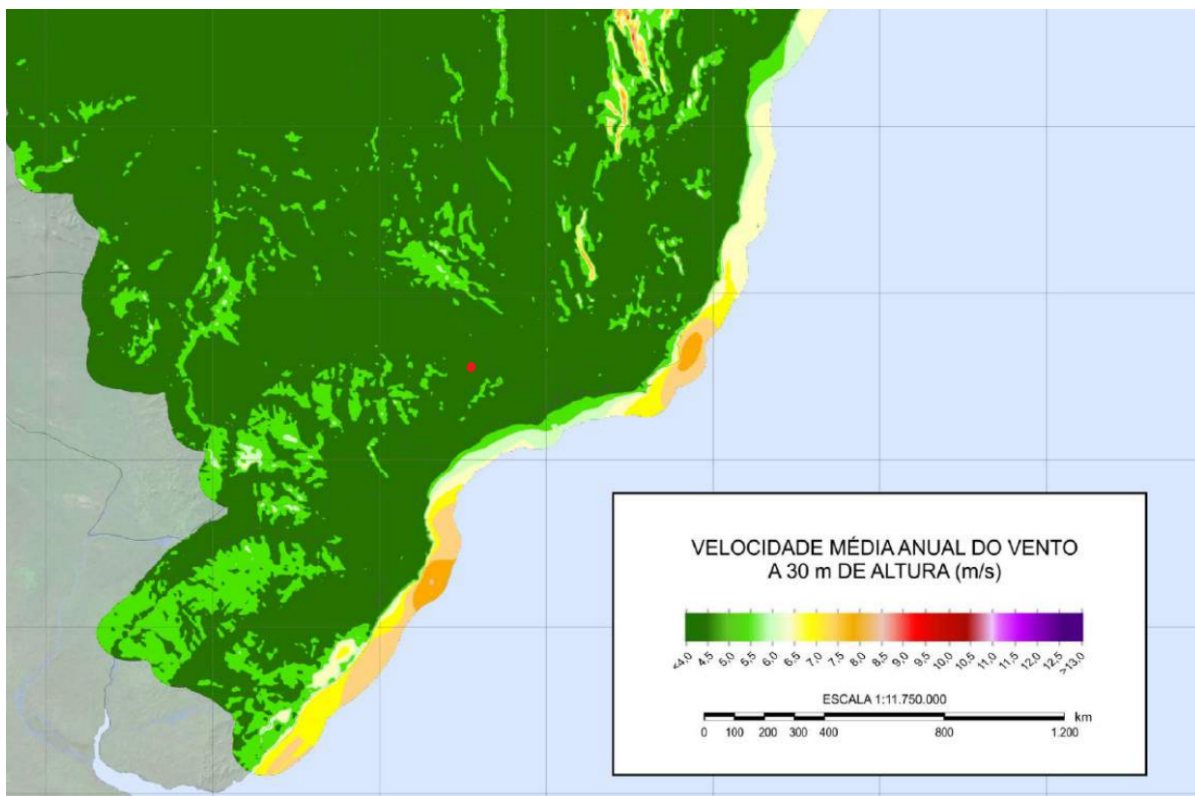 VELOCIDADE MÉDIA ANUAL DO VENTO
A 30 m DE ALTURA (m/s)
<4,0 4,5 5,0 5,5 6,0 6,5 7,0 7,5 8,0 8,5 9,0 9,5 10,0 10,5 11,0 11,5 12,0 12,5 >13,0
ESCALA 1:11.750.000
km
0 100 200 300 400 800 1.200